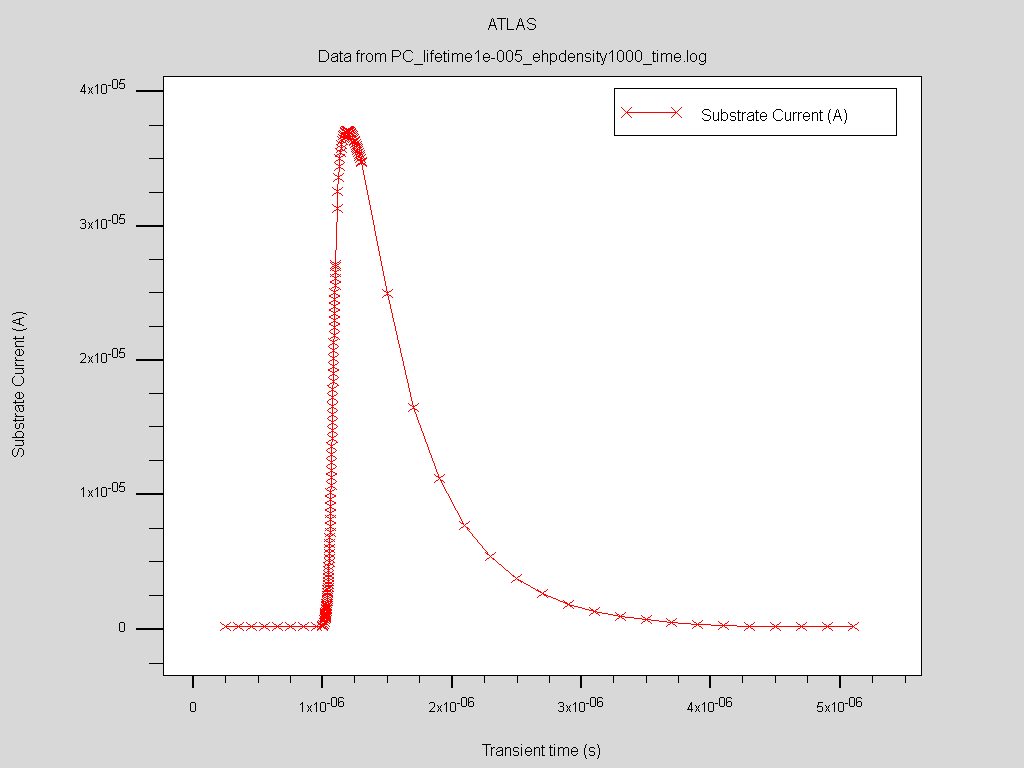 ATLAS
Data from PC_lifetime1e-005_ehpdensity1000_time.log
Substrate Current (A)
4x10-05
3x10-05
2x10-05
1x10-05
0
Substrate Current (A)
0
1x10-06
2x10-06
3x10-06
4x10-06
5x10-06
Transient time (s)